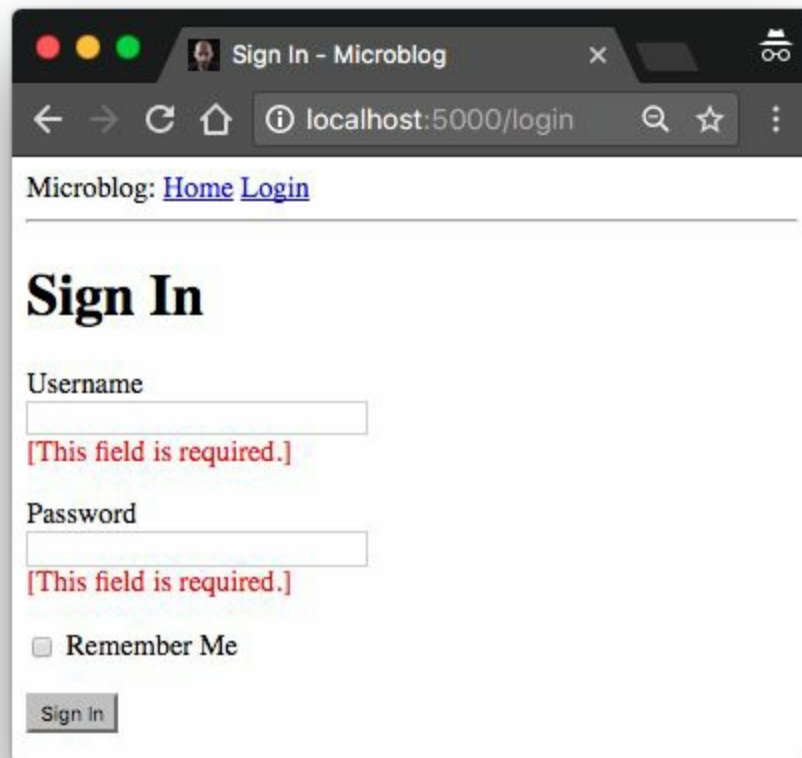 Sign In - Microblog
localhost:5000/login
Microblog: Home Login
Sign In
Username
[This field is required.]
Password
[This field is required.]
Remember Me
Sign In